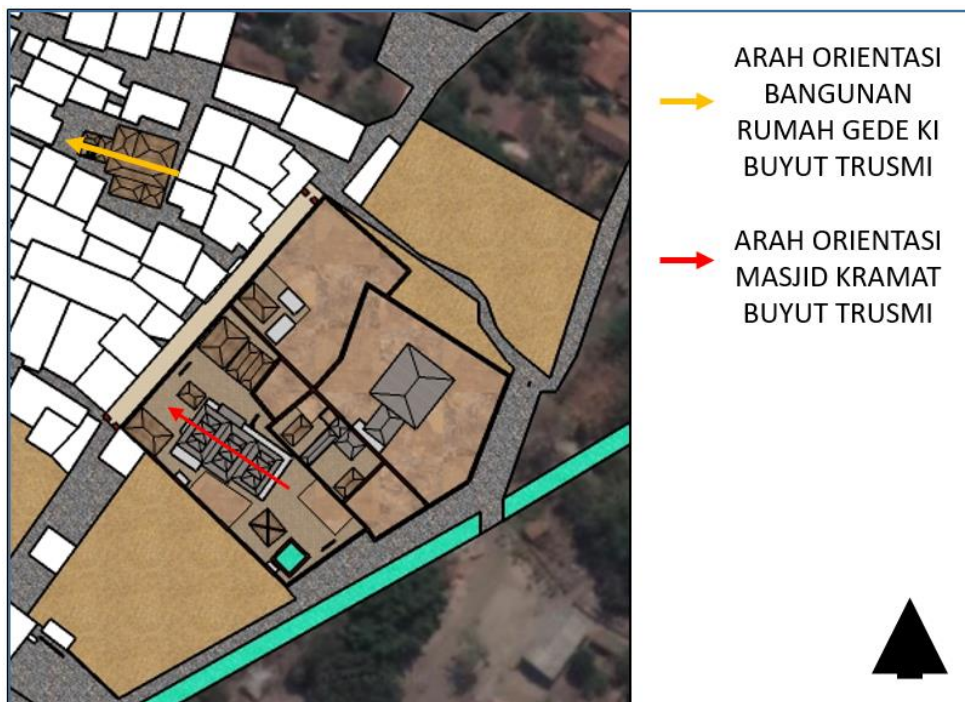 ARAH ORIENTASI
BANGUNAN
RUMAH GEDE KI
BUYUT TRUSMI
ARAH ORIENTASI
MASJID KRAMAT
BUYUT TRUSMI